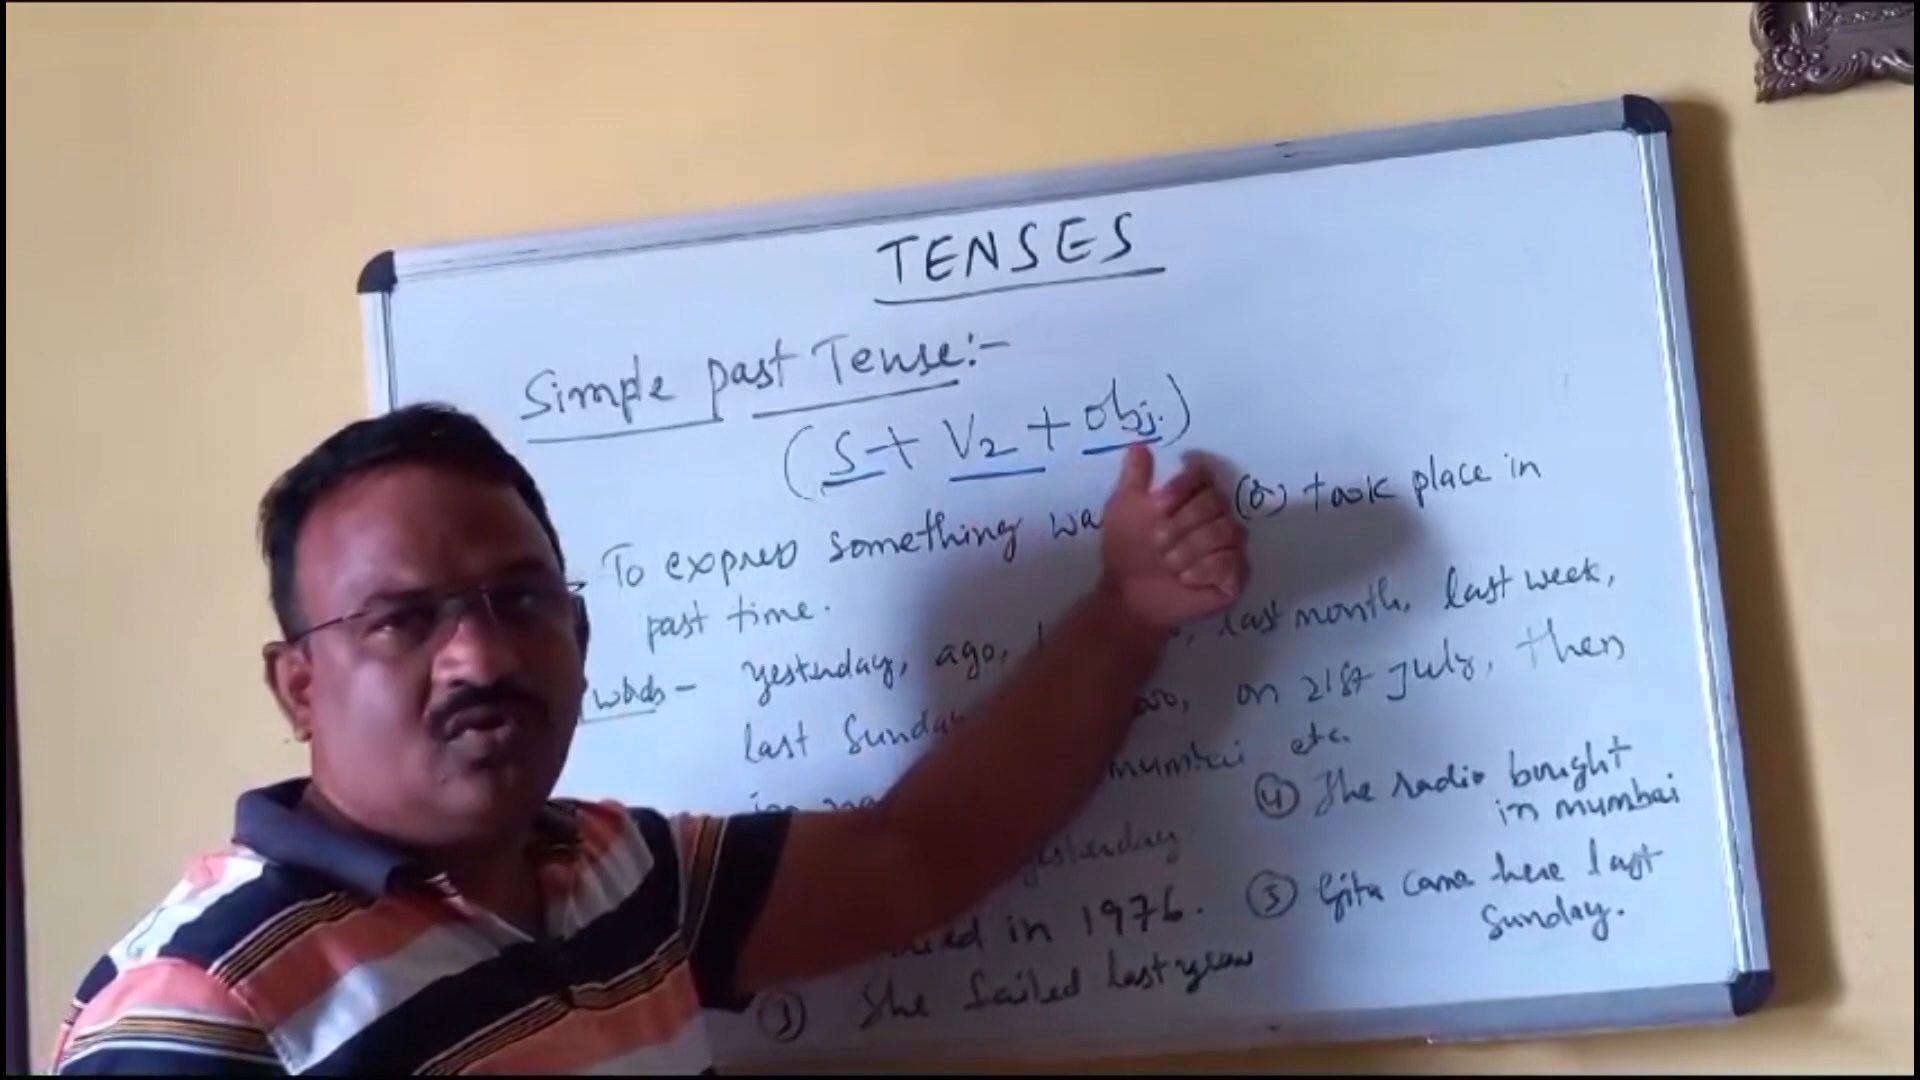 TENSES
Simple past Tense:-
(S + V2 + obj.)
To express something was (or) took place in
past time.
words - yesterday, ago, last month, last week,
last Sunday on 21st July, then
mumbai etc.
yesterday
in 1976.
③ She failed last year
④ She radio bought
in mumbai
⑤ Gita came here last
Sunday.